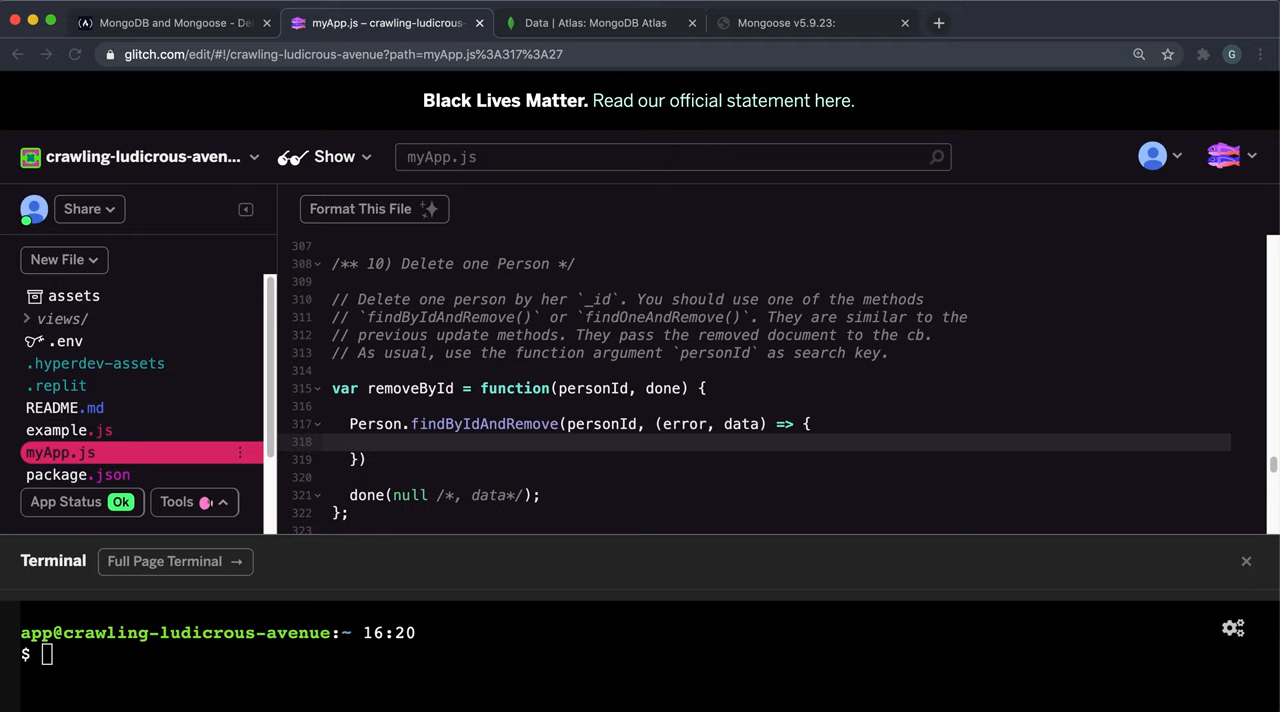 MongoDB and Mongoose - De
myApp.js – crawling-ludicrous-
Data | Atlas: MongoDB Atlas
Mongoose v5.9.23:
glitch.com/edit/#!/crawling-ludicrous-avenue?path=myApp.js%3A317%3A27
G
Black Lives Matter. Read our official statement here.
crawling-ludicrous-aven...
Show
myApp.js
Share
Format This File
New File
assets
views/
.env
.hyperdev-assets
.replit
README.md
example.js
myApp.js
package.json
App Status Ok
Tools
307
308 /** 10) Delete one Person */
309
310 // Delete one person by her `_id`. You should use one of the methods
311 // `findByIdAndRemove()` or `findOneAndRemove()`. They are similar to the
312 // previous update methods. They pass the removed document to the cb.
313 // As usual, use the function argument `personId` as search key.
314
315 var removeById = function(personId, done) {
316
317 Person.findByIdAndRemove(personId, (error, data) => {
318
319 })
320
321 done(null /*, data*/);
322 };
323
Terminal
Full Page Terminal →
app@crawling-ludicrous-avenue:~ 16:20
$